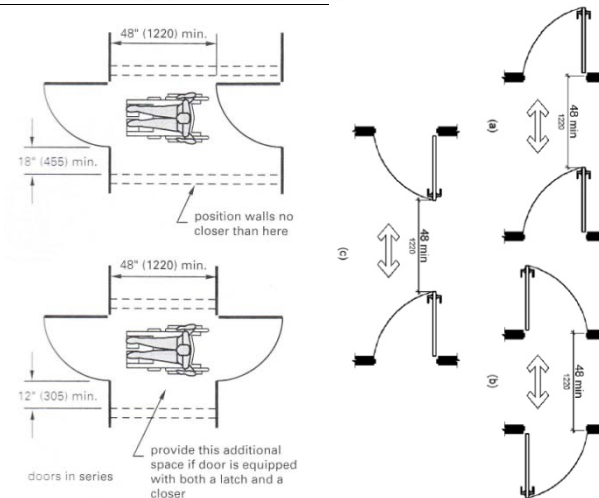 48" (1220) min.
18" (455) min.
position walls no
closer than here
48" (1220) min.
12" (305) min.
doors in series
provide this additional
space if door is equipped
with both a latch and a
closer
(c)
48 min
1220
(a)
48 min
1220
(b)
48 min
1220